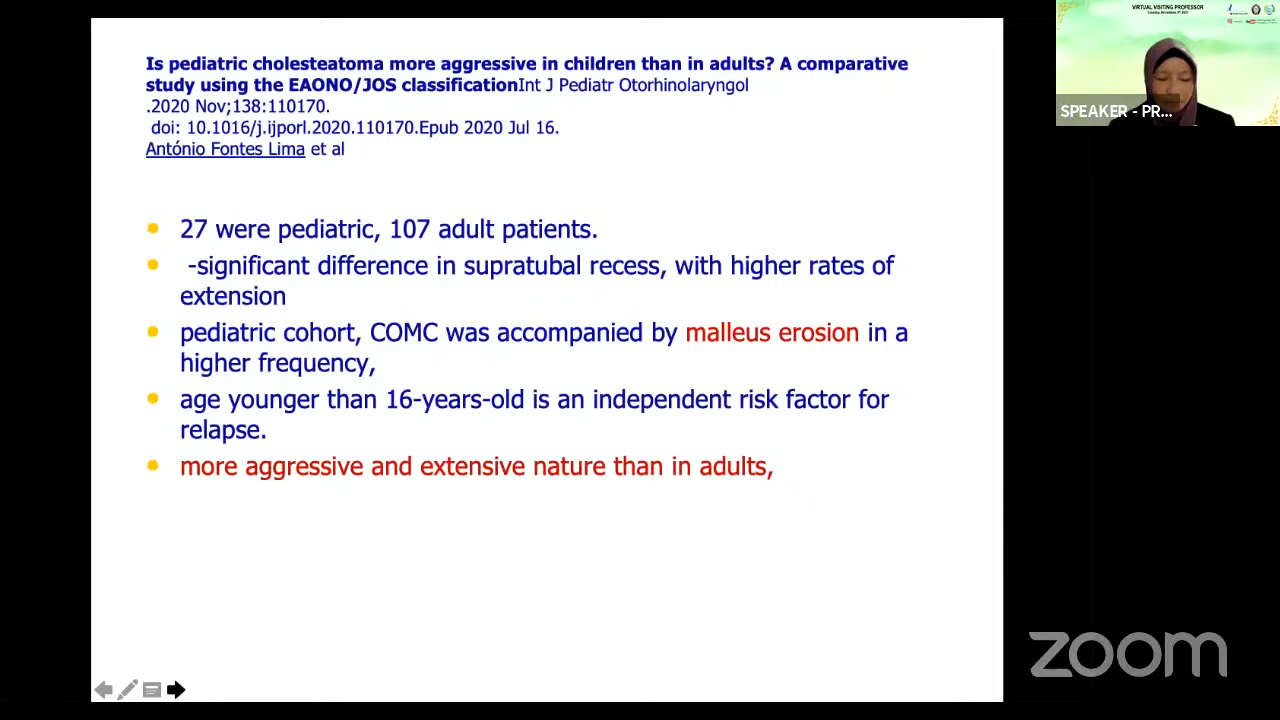 Is pediatric cholesteatoma more aggressive in children than in adults? A comparative
study using the EAONO/JOS classificationInt J Pediatr Otorhinolaryngol
.2020 Nov;138:110170.
doi: 10.1016/j.ijporl.2020.110170.Epub 2020 Jul 16.
António Fontes Lima et al
27 were pediatric, 107 adult patients.
-significant difference in supratubal recess, with higher rates of
extension
pediatric cohort, COMC was accompanied by malleus erosion in a
higher frequency,
age younger than 16-years-old is an independent risk factor for
relapse.
more aggressive and extensive nature than in adults,
VIRTUAL VISITING PROFESSOR
SPEAKER - PR...
zoom